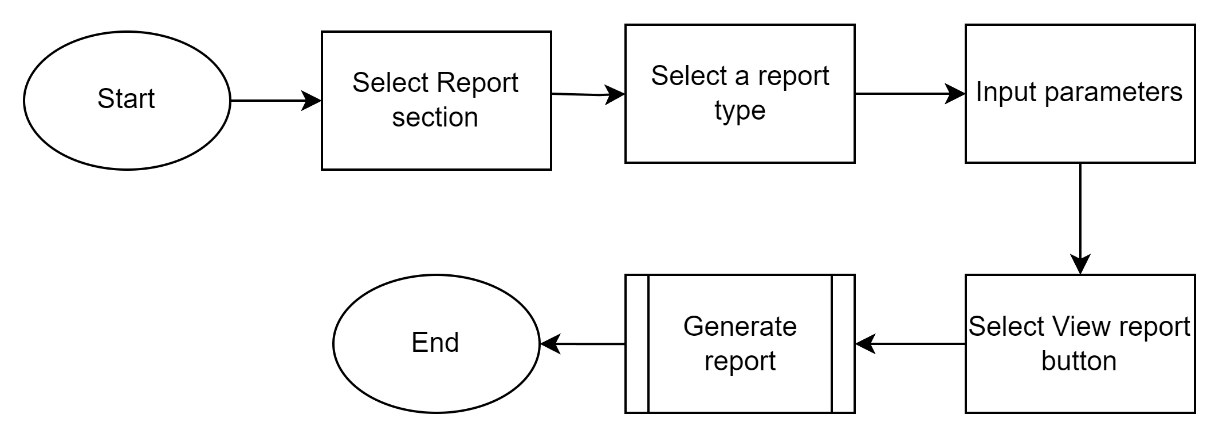 Start
Select Report
section
Select a report
type
Input parameters
Select View report
button
Generate
report
End